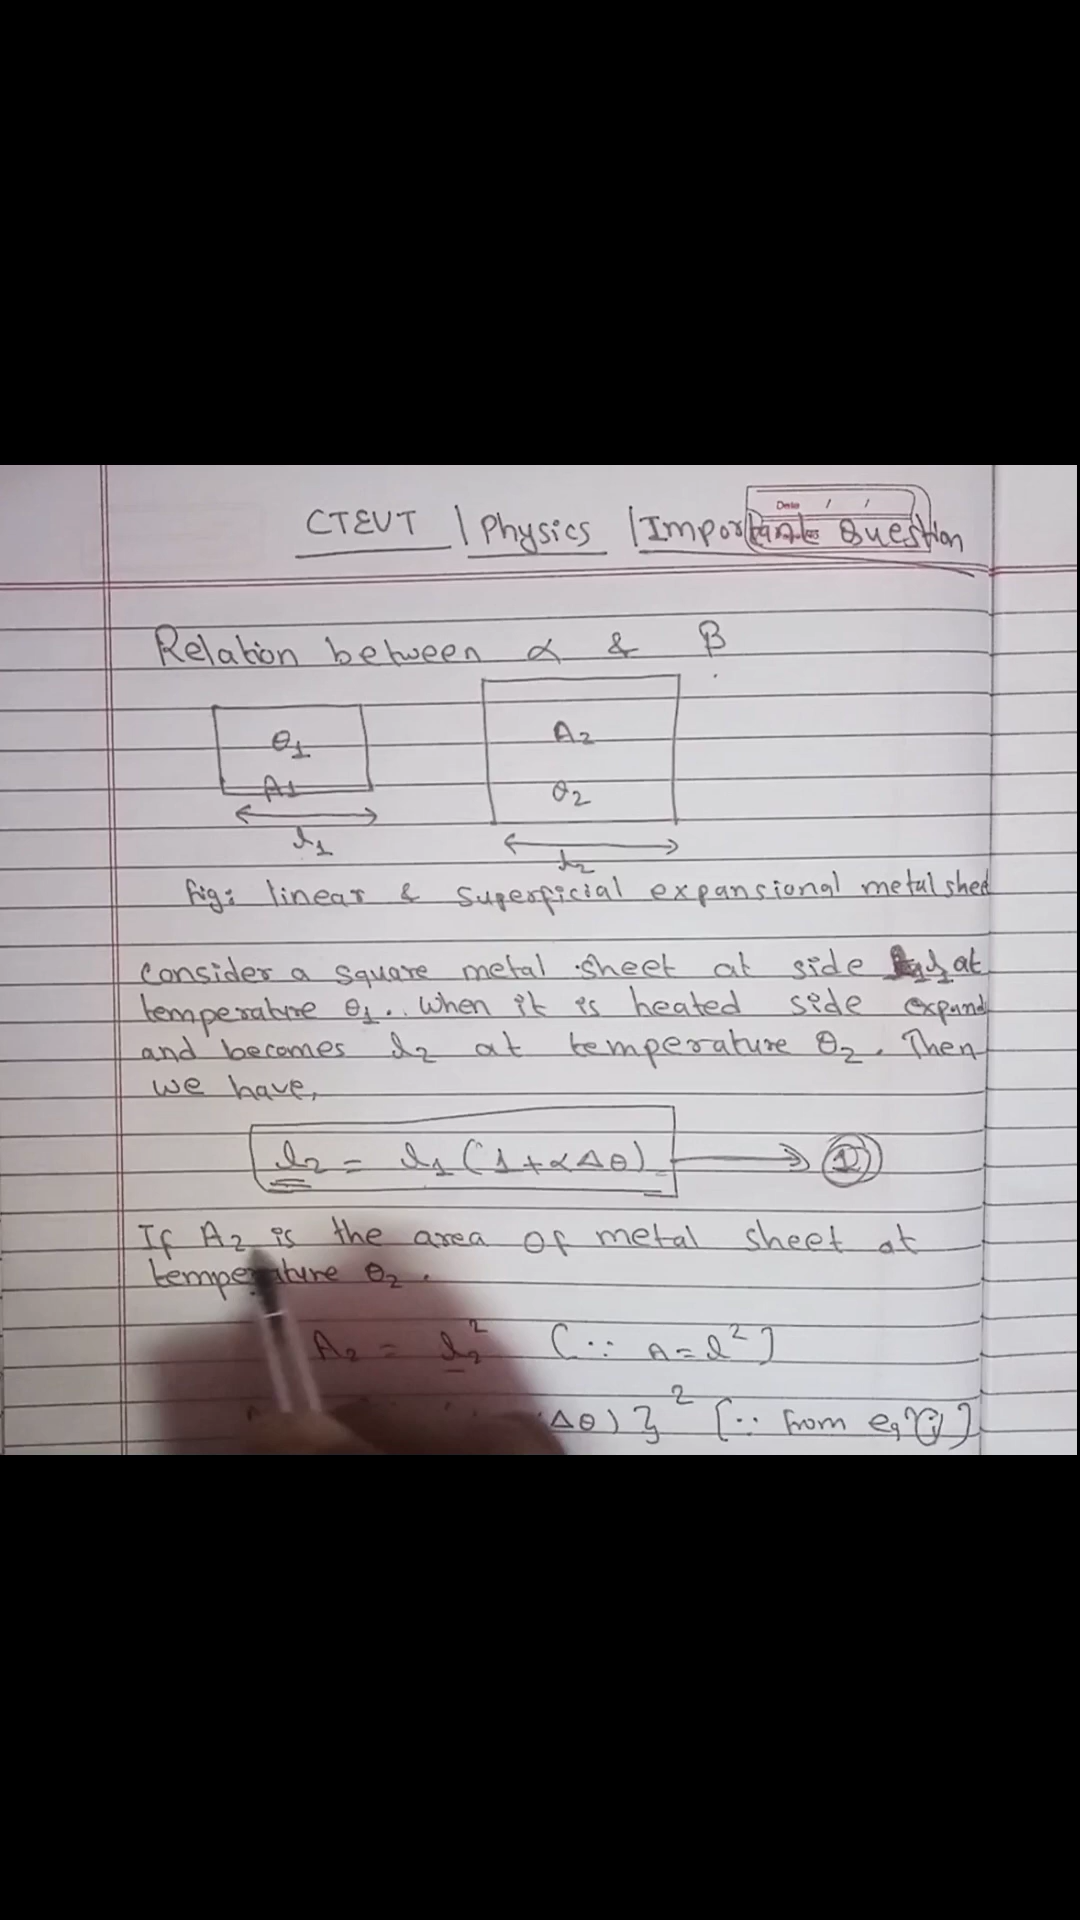 CTEVT | Physics | Important Question
Date / /
Relation between α & β
θ1
A1
l1
A2
θ2
l2
fig: linear & superficial expansional metal sheet
Consider a square metal sheet at side l1 at
temperature θ1. When it is heated side expand
and becomes l2 at temperature θ2. Then
we have,
l2 = l1 (1+α∆θ) → ①
If A2 is the area of metal sheet at
temperature θ2.
A2 = l2² [∵ A=l²]
∆θ)}² [∵ from eqⁿ(i)]